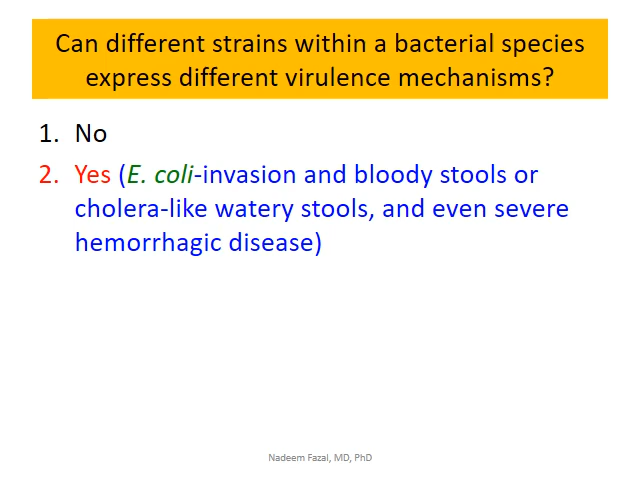 Can different strains within a bacterial species
express different virulence mechanisms?
1. No
2. Yes (E. coli-invasion and bloody stools or
cholera-like watery stools, and even severe
hemorrhagic disease)
Nadeem Fazal, MD, PhD